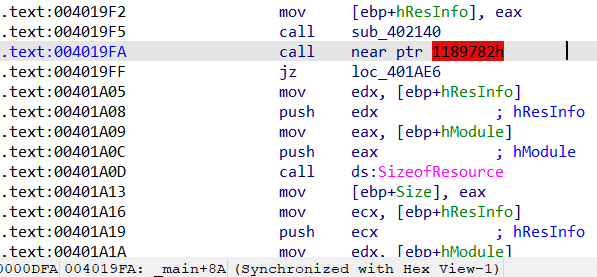 .text:004019F2 mov [ebp+hResInfo], eax
.text:004019F5 call sub_402140
.text:004019FA call near ptr 1189782h
.text:004019FF jz loc_401AE6
.text:00401A05 mov edx, [ebp+hResInfo]
.text:00401A08 push edx ; hResInfo
.text:00401A09 mov eax, [ebp+hModule]
.text:00401A0C push eax ; hModule
.text:00401A0D call ds:SizeofResource
.text:00401A13 mov [ebp+Size], eax
.text:00401A16 mov ecx, [ebp+hResInfo]
.text:00401A19 push ecx ; hResInfo
.text:00401A1A mov edx, [ebp+hModule]
0000DFA 004019FA: _main+8A (Synchronized with Hex View-1)